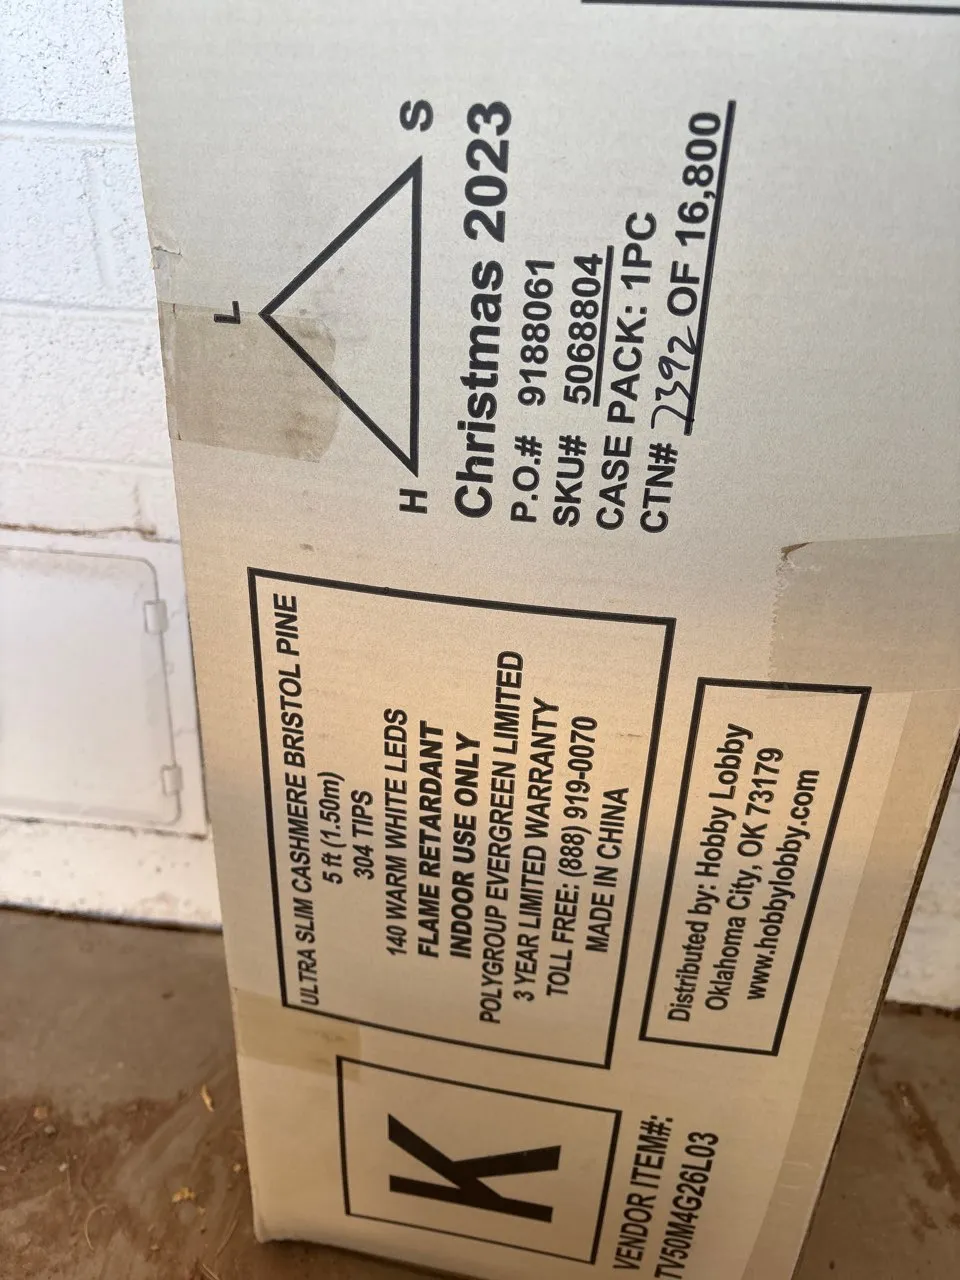 K
VENDOR ITEM#:
TV50M4G26L03
ULTRA SLIM CASHMERE BRISTOL PINE
5 ft (1.50m)
304 TIPS
140 WARM WHITE LEDS
FLAME RETARDANT
INDOOR USE ONLY
POLYGROUP EVERGREEN LIMITED
3 YEAR LIMITED WARRANTY
TOLL FREE: (888) 919-0070
MADE IN CHINA
Distributed by: Hobby Lobby
Oklahoma City, OK 73179
www.hobbylobby.com
L
H S
Christmas 2023
P.O.# 9188061
SKU# 5068804
CASE PACK: 1PC
CTN# 2392 OF 16,800